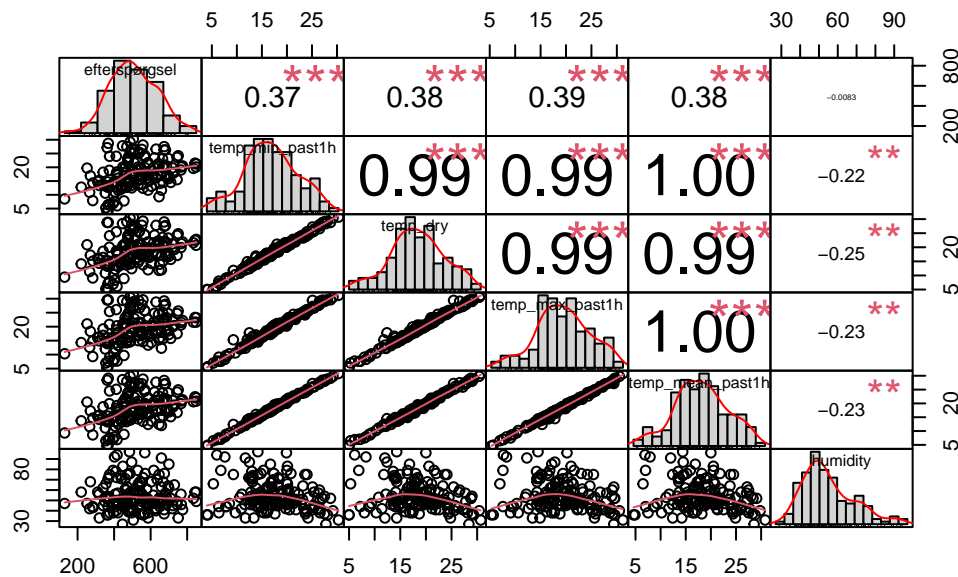 5 15 25 5 15 25 30 50 70 90
efterspørgsel *** 0.37 *** 0.38 *** 0.39 *** 0.38 -0.0083 200 800
5 20 temp_min_past1h *** 0.99 *** 0.99 *** 1.00 ** -0.22
temp_dry *** 0.99 *** 0.99 ** -0.25 5 20
5 20 temp_max_past1h *** 1.00 ** -0.23
temp_mean_past1h ** -0.23 5 20
30 80 humidity
200 600 5 15 25 5 15 25